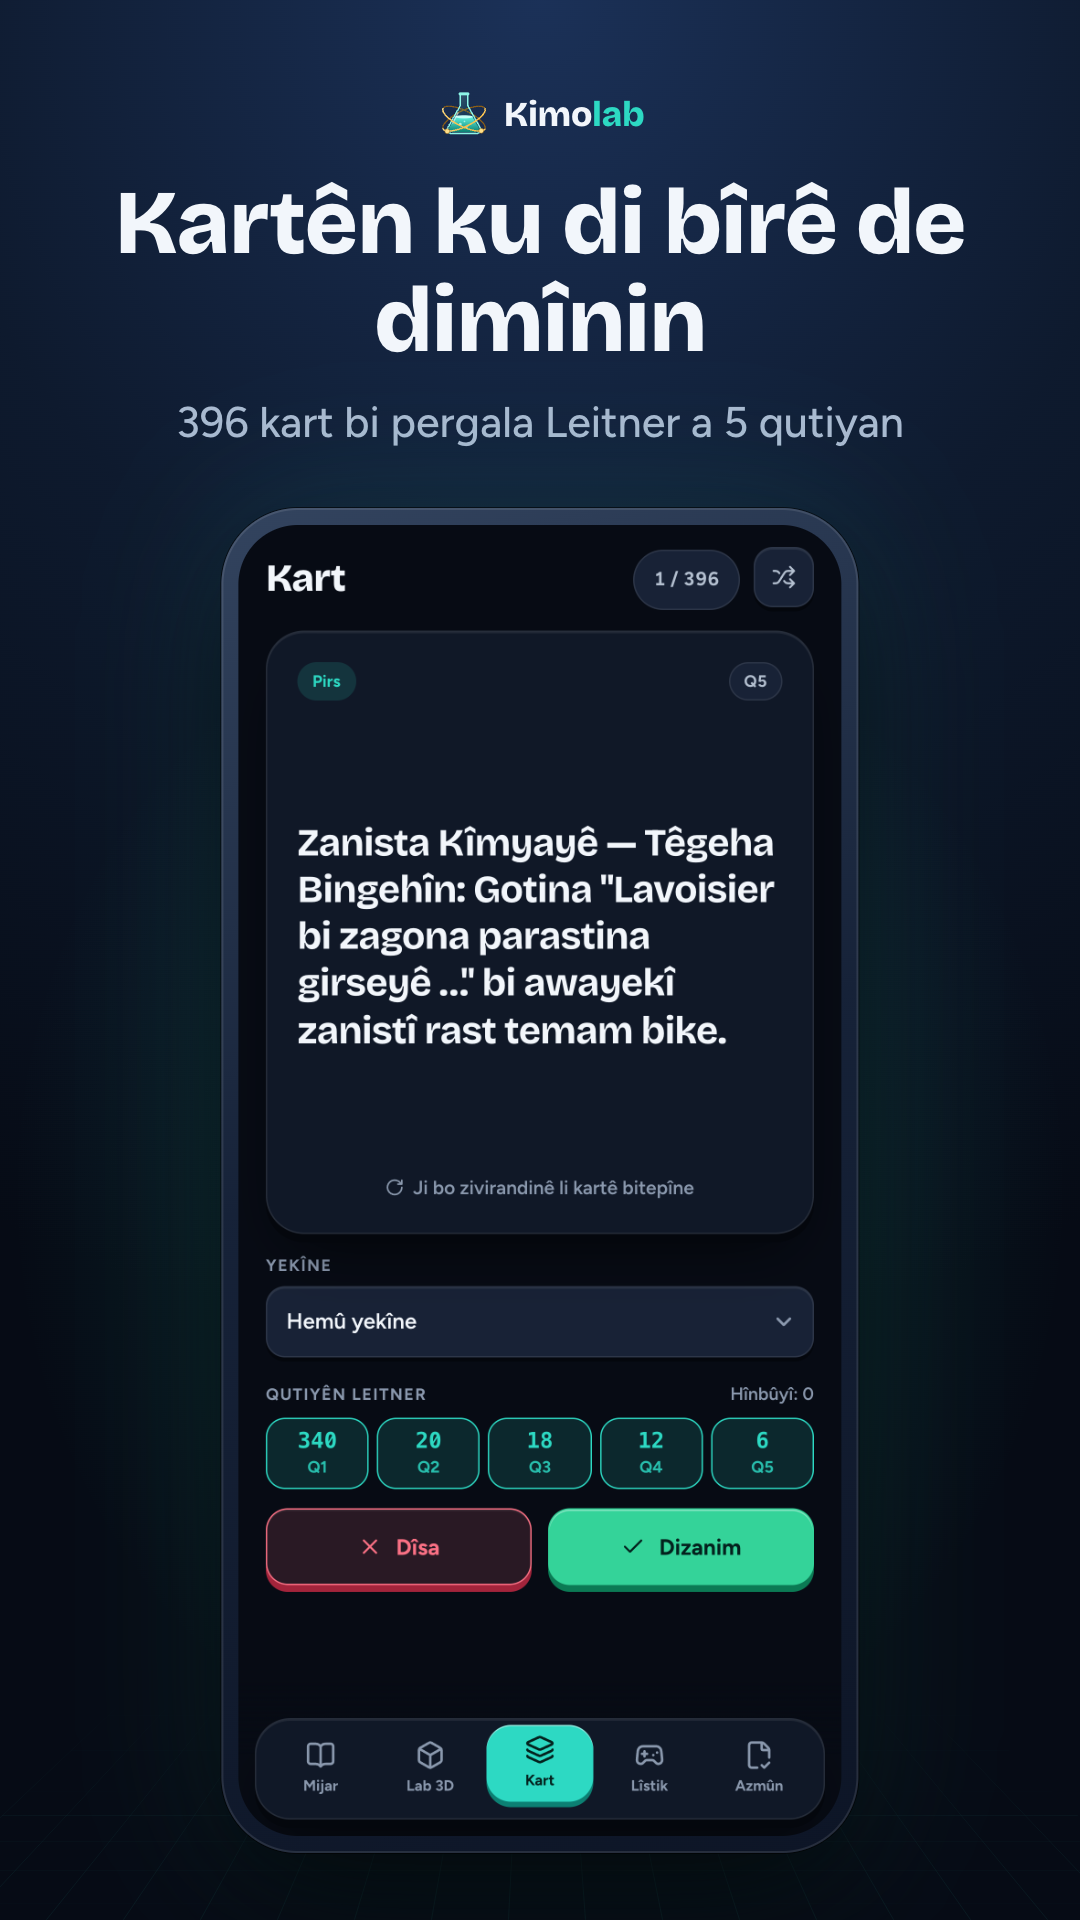 Kimolab
Kartên ku di bîrê de
dimînin
396 kart bi pergala Leitner a 5 qutiyan
Kart
1 / 396
Pirs
Q5
Zanista Kîmyayê — Têgeha
Bingehîn: Gotina "Lavoisier
bi zagona parastina
girseyê ..." bi awayekî
zanistî rast temam bike.
Ji bo zivirandinê li kartê bitepîne
YEKÎNE
Hemû yekîne
QUTIYÊN LEITNER
Hînbûyî: 0
340
Q1
20
Q2
18
Q3
12
Q4
6
Q5
Dîsa
Dizanim
Mijar
Lab 3D
Kart
Lîstik
Azmûn